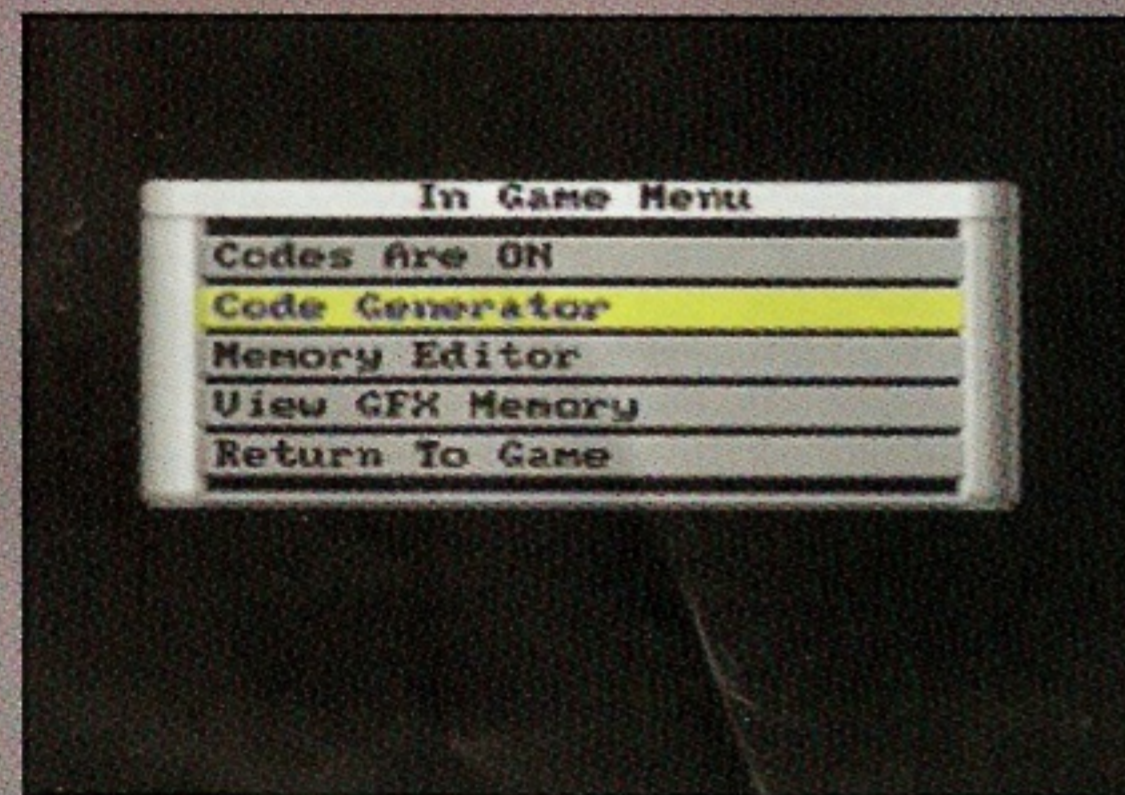 In Game Menu
Codes Are ON
Code Generator
Memory Editor
View GFX Memory
Return To Game